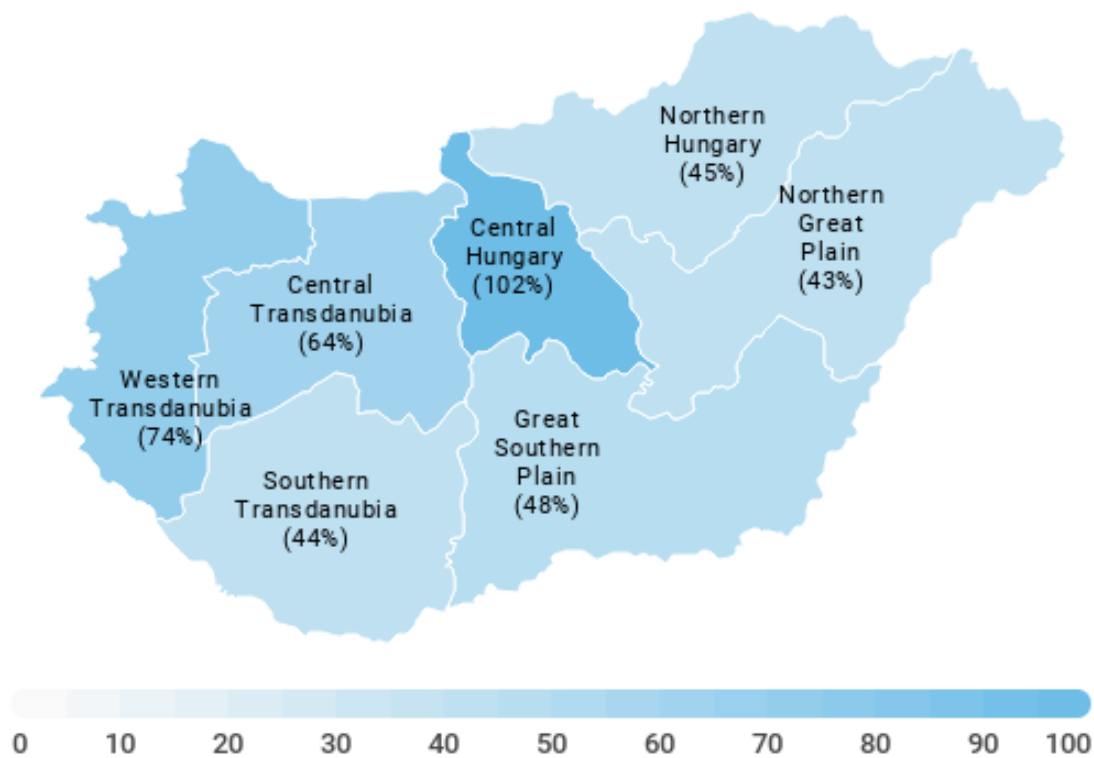 Northern
Hungary
(45%)
Northern
Great
Plain
(43%)
Central
Hungary
(102%)
Central
Transdanubia
(64%)
Western
Transdanubia
(74%)
Great
Southern
Plain
(48%)
Southern
Transdanubia
(44%)
0 10 20 30 40 50 60 70 80 90 100